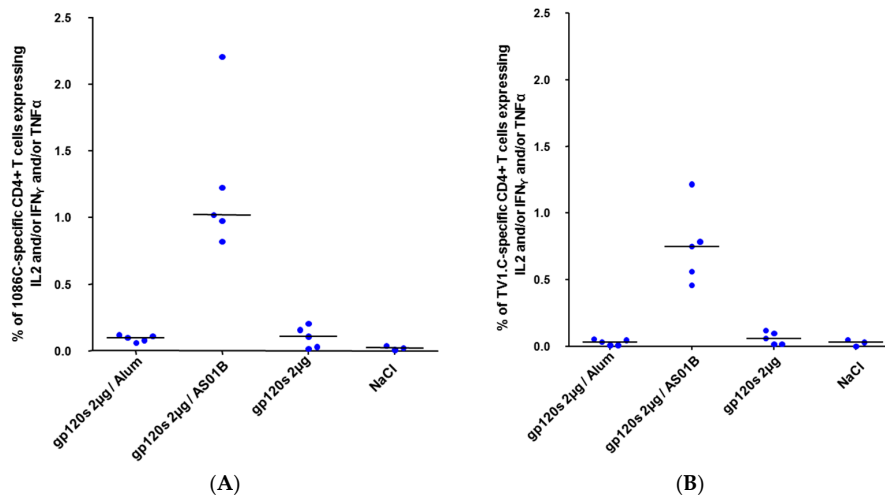 % of 1086C-specific CD4+ T cells expressing
IL2 and/or IFNγ and/or TNFα
2.5
2.0
1.5
1.0
0.5
0.0
gp120s 2µg / Alum
gp120s 2µg / AS01B
gp120s 2µg
NaCl
(A)
% of TV1.C-specific CD4+ T cells expressing
IL2 and/or IFNγ and/or TNFα
2.5
2.0
1.5
1.0
0.5
0.0
gp120s 2µg / Alum
gp120s 2µg / AS01B
gp120s 2µg
NaCl
(B)